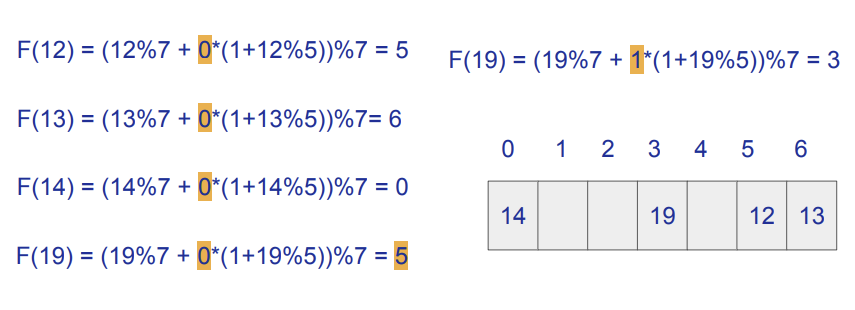 F(12) = (12%7 + 0*(1+12%5))%7 = 5
F(13) = (13%7 + 0*(1+13%5))%7= 6
F(14) = (14%7 + 0*(1+14%5))%7 = 0
F(19) = (19%7 + 0*(1+19%5))%7 = 5
F(19) = (19%7 + 1*(1+19%5))%7 = 3
0 1 2 3 4 5 6
14 19 12 13